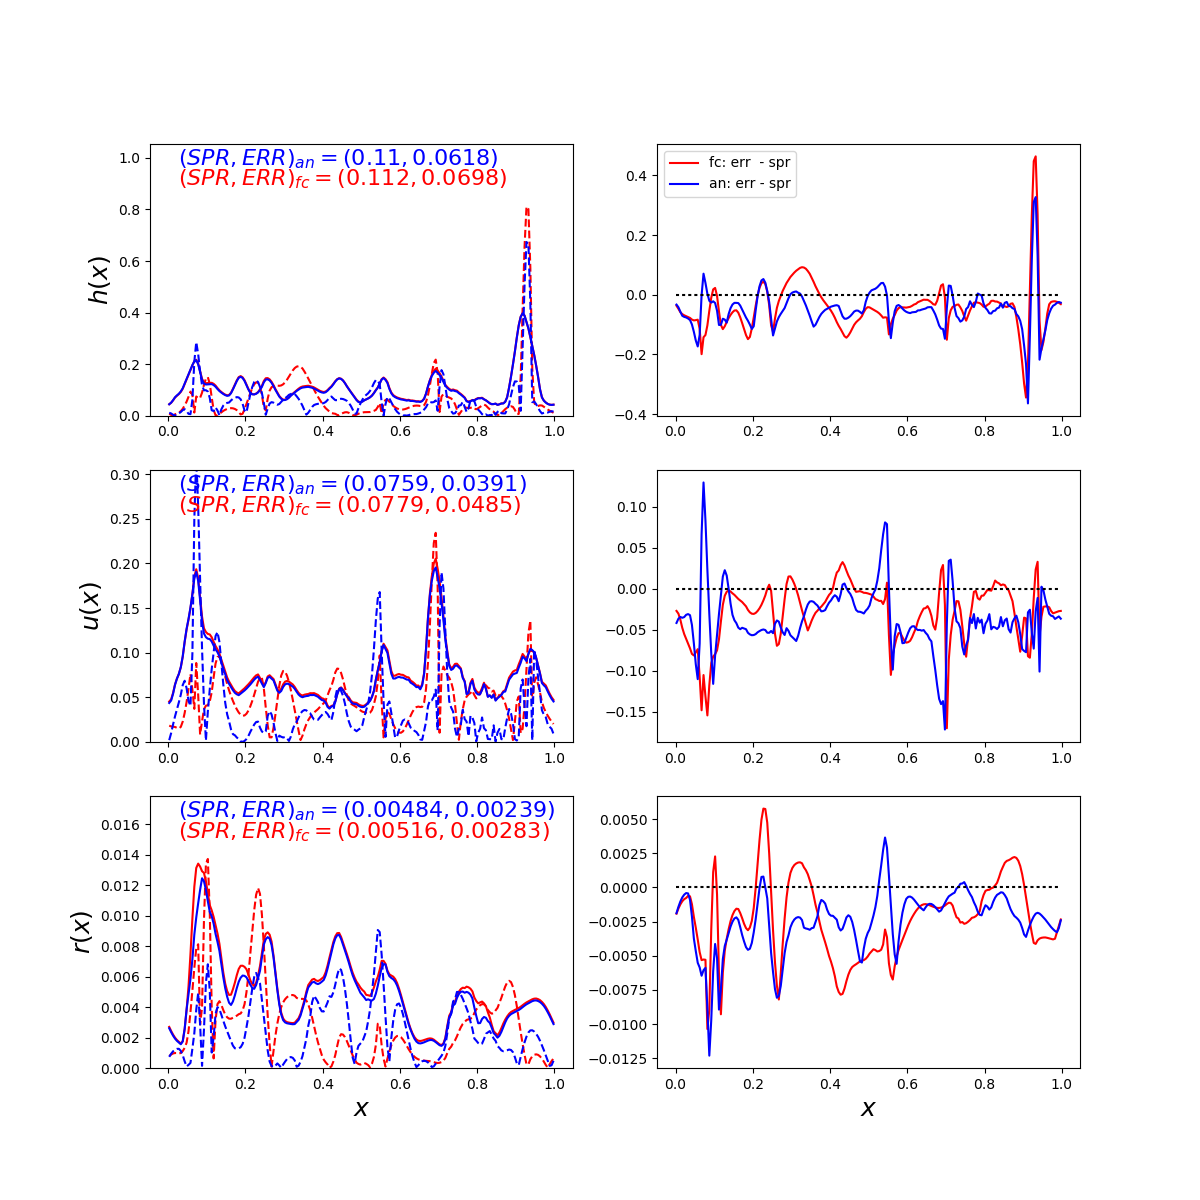 (SPR, ERR)an = (0.11, 0.0618)
(SPR, ERR)fc = (0.112, 0.0698)
h(x)
1.0
0.8
0.6
0.4
0.2
0.0
0.0 0.2 0.4 0.6 0.8 1.0
fc: err - spr
an: err - spr
0.4
0.2
0.0
−0.2
−0.4
0.0 0.2 0.4 0.6 0.8 1.0
(SPR, ERR)an = (0.0759, 0.0391)
(SPR, ERR)fc = (0.0779, 0.0485)
u(x)
0.30
0.25
0.20
0.15
0.10
0.05
0.00
0.0 0.2 0.4 0.6 0.8 1.0
0.10
0.05
0.00
−0.05
−0.10
−0.15
0.0 0.2 0.4 0.6 0.8 1.0
(SPR, ERR)an = (0.00484, 0.00239)
(SPR, ERR)fc = (0.00516, 0.00283)
r(x)
0.016
0.014
0.012
0.010
0.008
0.006
0.004
0.002
0.000
0.0 0.2 0.4 0.6 0.8 1.0
x
0.0050
0.0025
0.0000
−0.0025
−0.0050
−0.0075
−0.0100
−0.0125
0.0 0.2 0.4 0.6 0.8 1.0
x